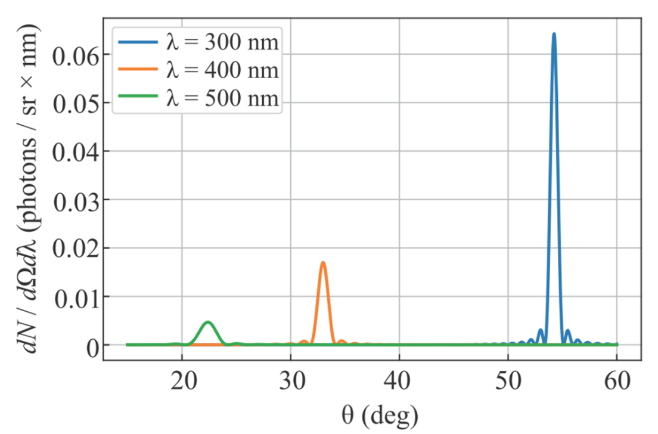 λ = 300 nm
λ = 400 nm
λ = 500 nm
dN / dΩdλ (photons / sr × nm)
0.06
0.05
0.04
0.03
0.02
0.01
0
20 30 40 50 60
θ (deg)